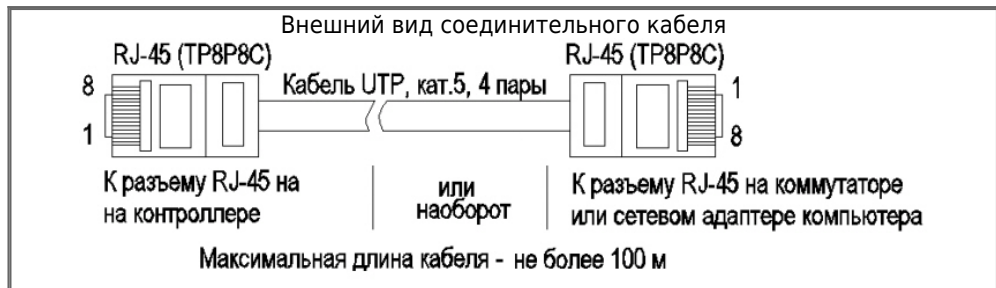 Внешний вид соединительного кабеля
RJ-45 (TP8P8C)
RJ-45 (TP8P8C)
8
Кабель UTP, кат.5, 4 пары
1
1
8
К разъему RJ-45 на
на контроллере
или
наоборот
К разъему RJ-45 на коммутаторе
или сетевом адаптере компьютера
Максимальная длина кабеля - не более 100 м